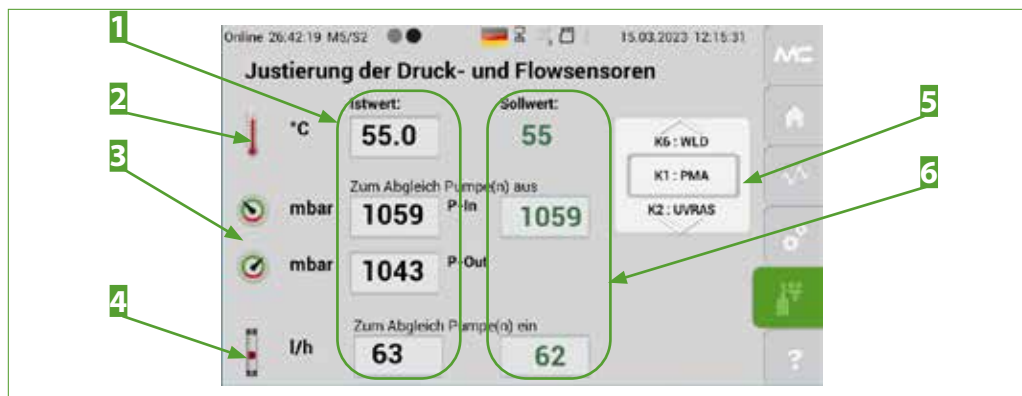 1
Online 26:42:19 M5/S2 15.03.2023 12:15:31
MC
Justierung der Druck- und Flowsensoren
2 Istwert: Sollwert: 5
°C 55.0 55 K6 : WLD
3 K1 : PMA 6
Zum Abgleich Pumpe(n) aus
mbar 1059 P-In 1059 K2 : UVRAS
mbar 1043 P-Out
4 Zum Abgleich Pumpe(n) ein
l/h 63 62 ?